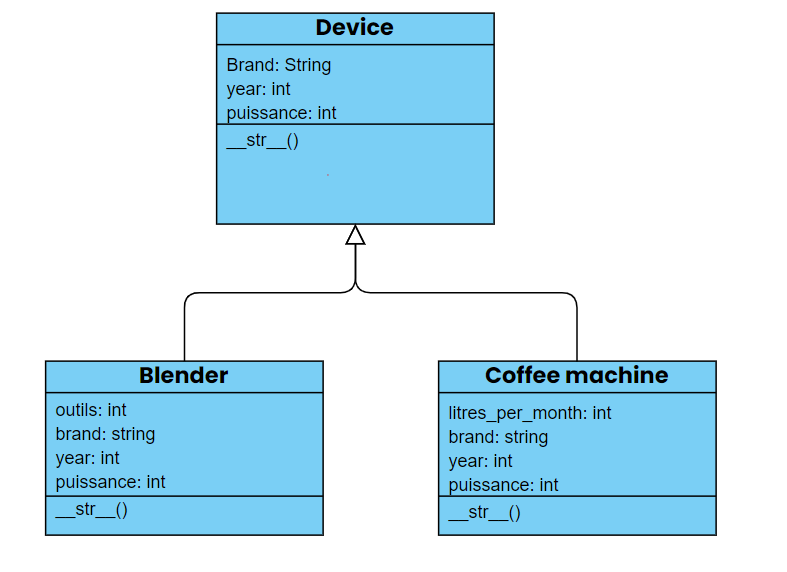 Device
Brand: String
year: int
puissance: int
__str__()
Blender
outils: int
brand: string
year: int
puissance: int
__str__()
Coffee machine
litres_per_month: int
brand: string
year: int
puissance: int
__str__()